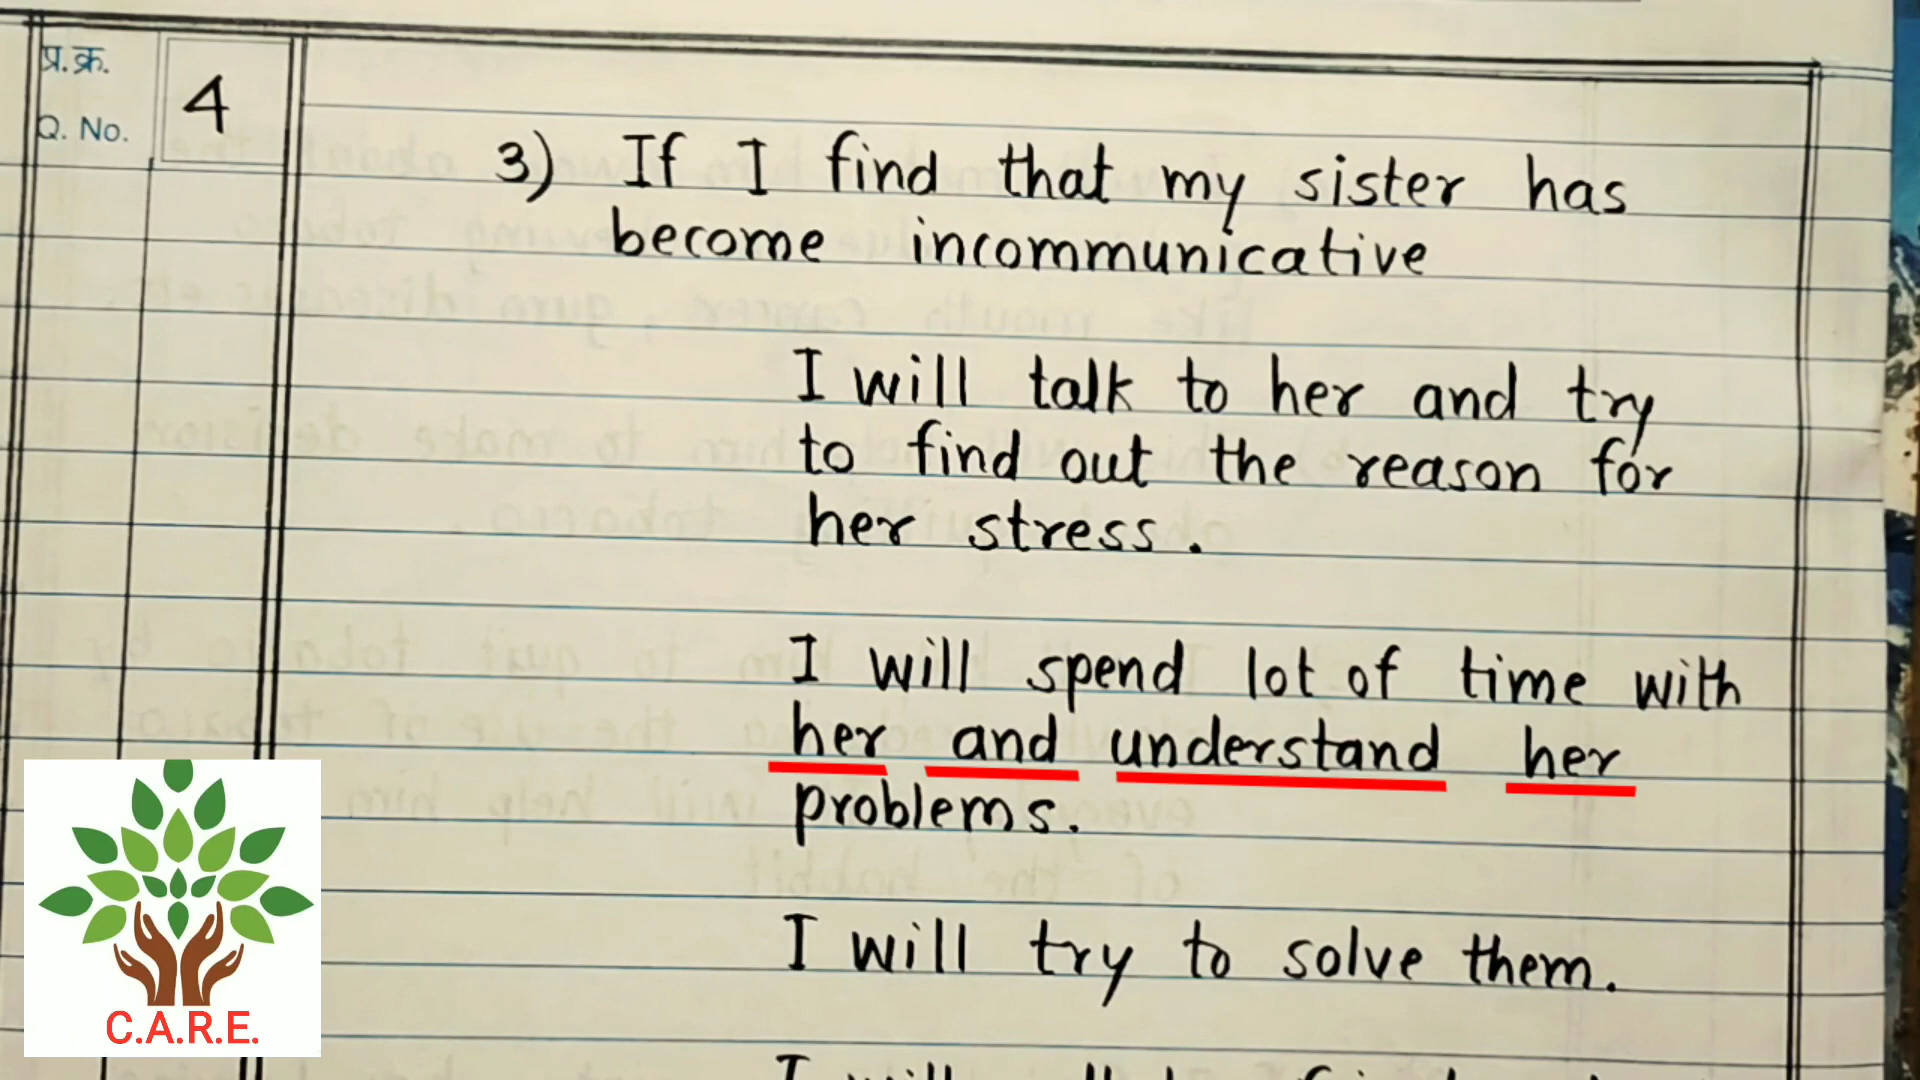 प्र.क्र.
Q. No.
4
3) If I find that my sister has
become incommunicative
I will talk to her and try
to find out the reason for
her stress.
I will spend lot of time with
her and understand her
problems.
I will try to solve them.
C.A.R.E.